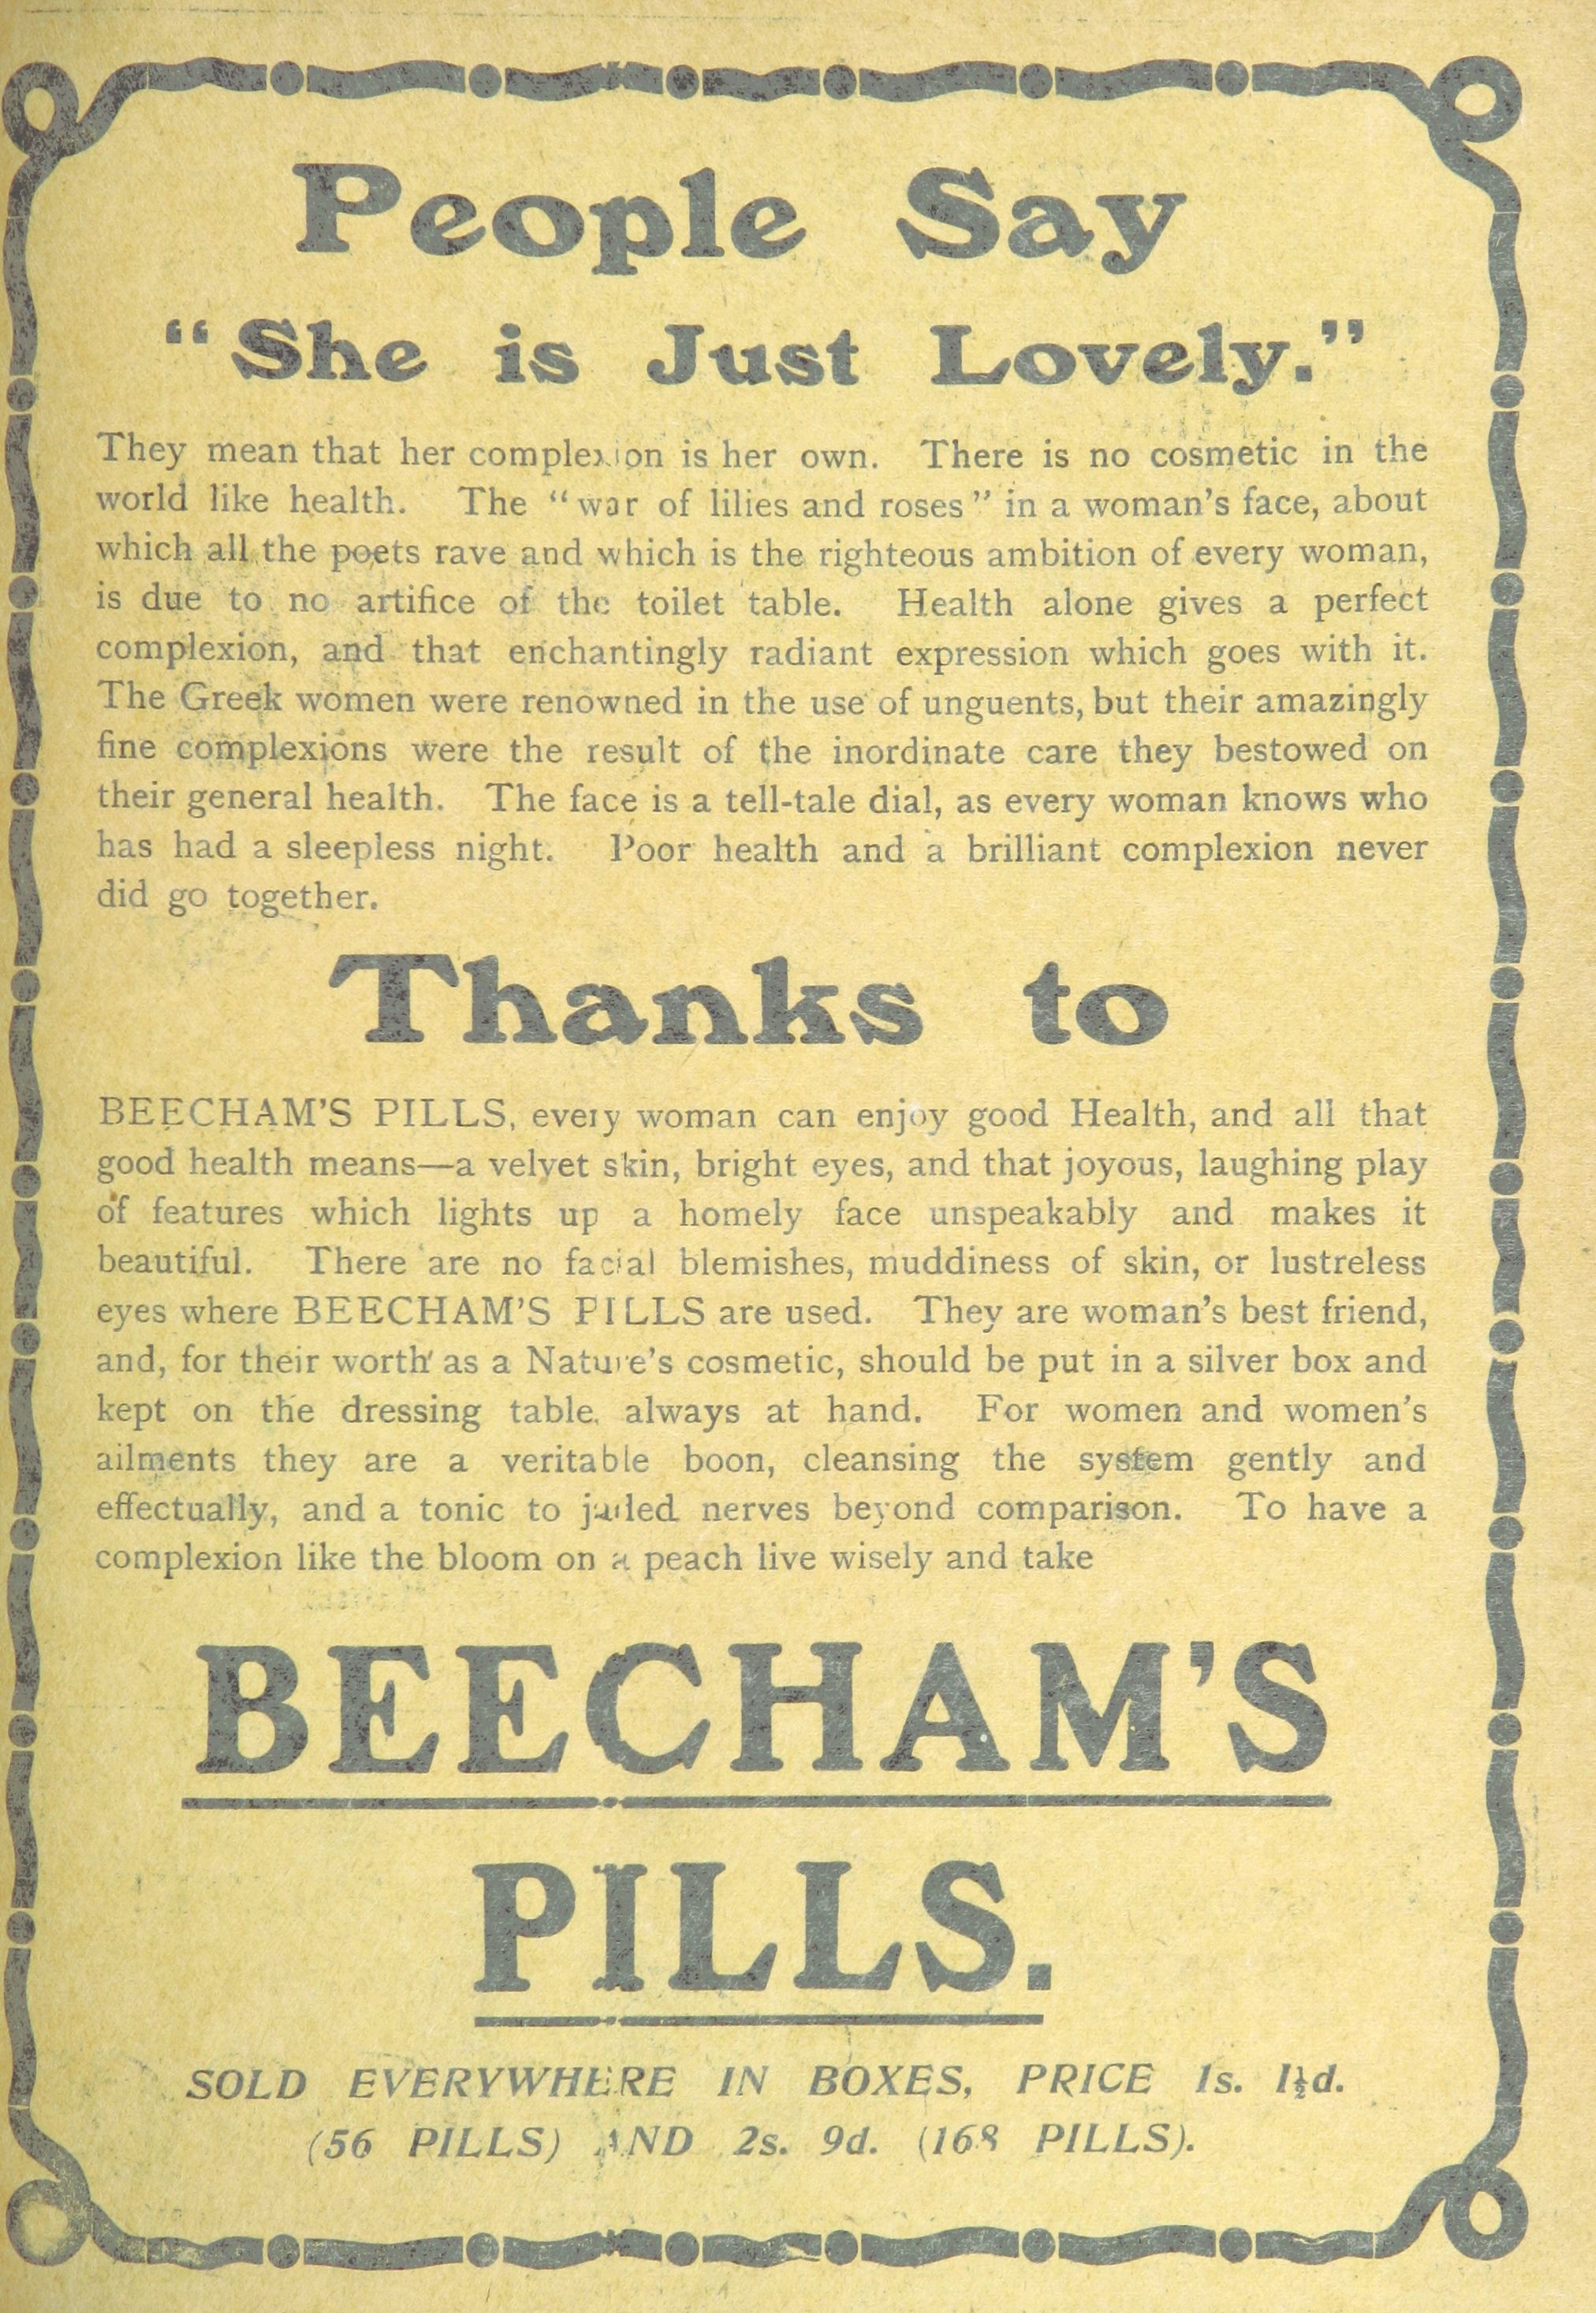 People Say
“She is Just Lovely.”
They mean that her complexion is her own. There is no cosmetic in the
world like health. The “war of lilies and roses” in a woman’s face, about
which all the poets rave and which is the righteous ambition of every woman,
is due to no artifice of the toilet table. Health alone gives a perfect
complexion, and that enchantingly radiant expression which goes with it.
The Greek women were renowned in the use of unguents, but their amazingly
fine complexions were the result of the inordinate care they bestowed on
their general health. The face is a tell-tale dial, as every woman knows who
has had a sleepless night. Poor health and a brilliant complexion never
did go together.
Thanks to
BEECHAM’S PILLS, every woman can enjoy good Health, and all that
good health means—a velvet skin, bright eyes, and that joyous, laughing play
of features which lights up a homely face unspeakably and makes it
beautiful. There are no facial blemishes, muddiness of skin, or lustreless
eyes where BEECHAM’S PILLS are used. They are woman’s best friend,
and, for their worth as a Nature’s cosmetic, should be put in a silver box and
kept on the dressing table, always at hand. For women and women’s
ailments they are a veritable boon, cleansing the system gently and
effectually, and a tonic to jaded nerves beyond comparison. To have a
complexion like the bloom on a peach live wisely and take
BEECHAM’S
PILLS.
SOLD EVERYWHERE IN BOXES, PRICE 1s. 1½d.
(56 PILLS) AND 2s. 9d. (168 PILLS).